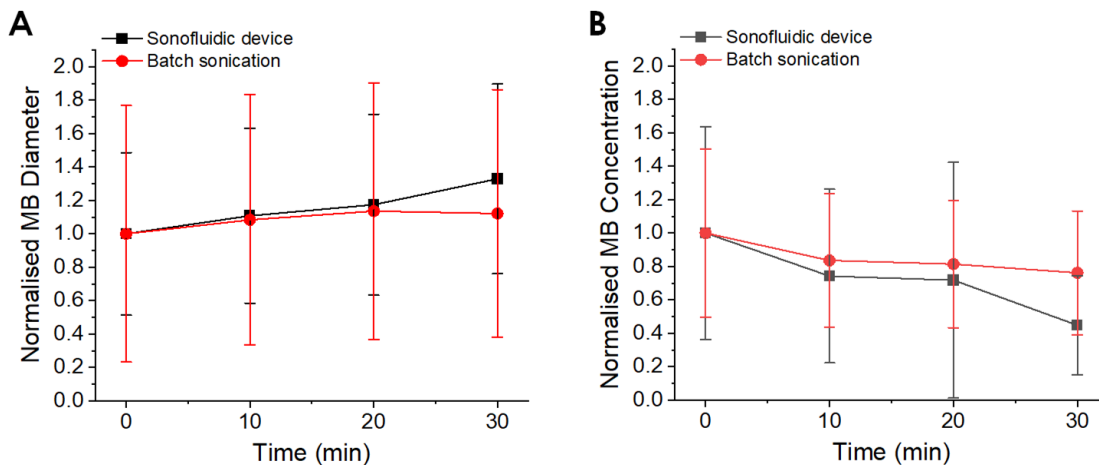 A
Sonofluidic device
Batch sonication
2.0
1.8
1.6
1.4
1.2
1.0
0.8
0.6
0.4
0.2
0.0
Normalised MB Diameter
0 10 20 30
Time (min)
B
Sonofluidic device
Batch sonication
2.0
1.8
1.6
1.4
1.2
1.0
0.8
0.6
0.4
0.2
0.0
Normalised MB Concentration
0 10 20 30
Time (min)